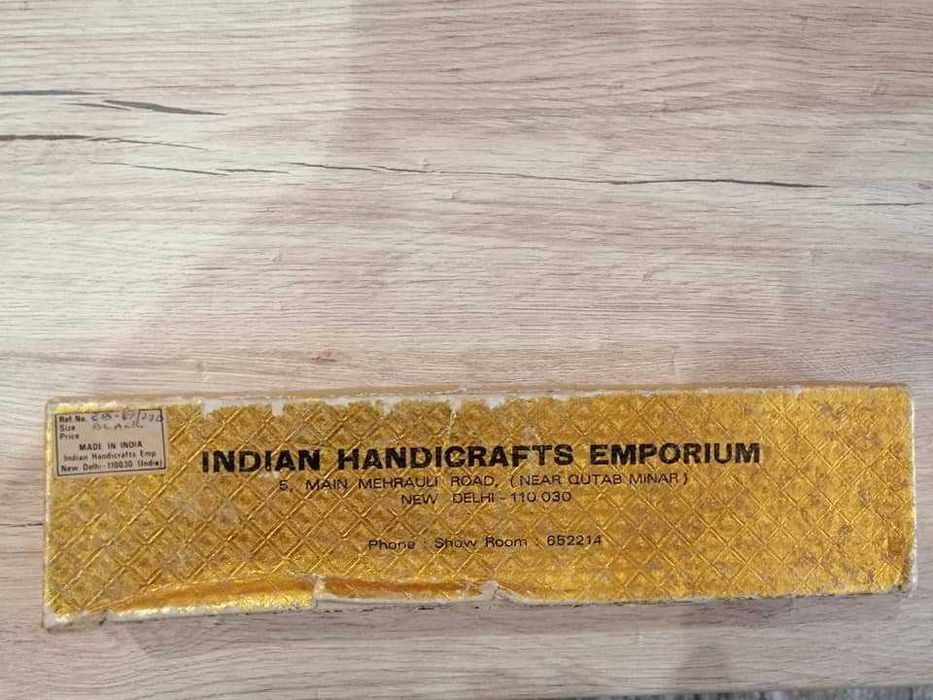 Ref No.
Size BLACK
Price
MADE IN INDIA
Indian Handicrafts Emp
New Delhi-110030 (India)
INDIAN HANDICRAFTS EMPORIUM
5, MAIN MEHRAULI ROAD, (NEAR QUTAB MINAR)
NEW DELHI - 110 030
Phone : Show Room : 652214